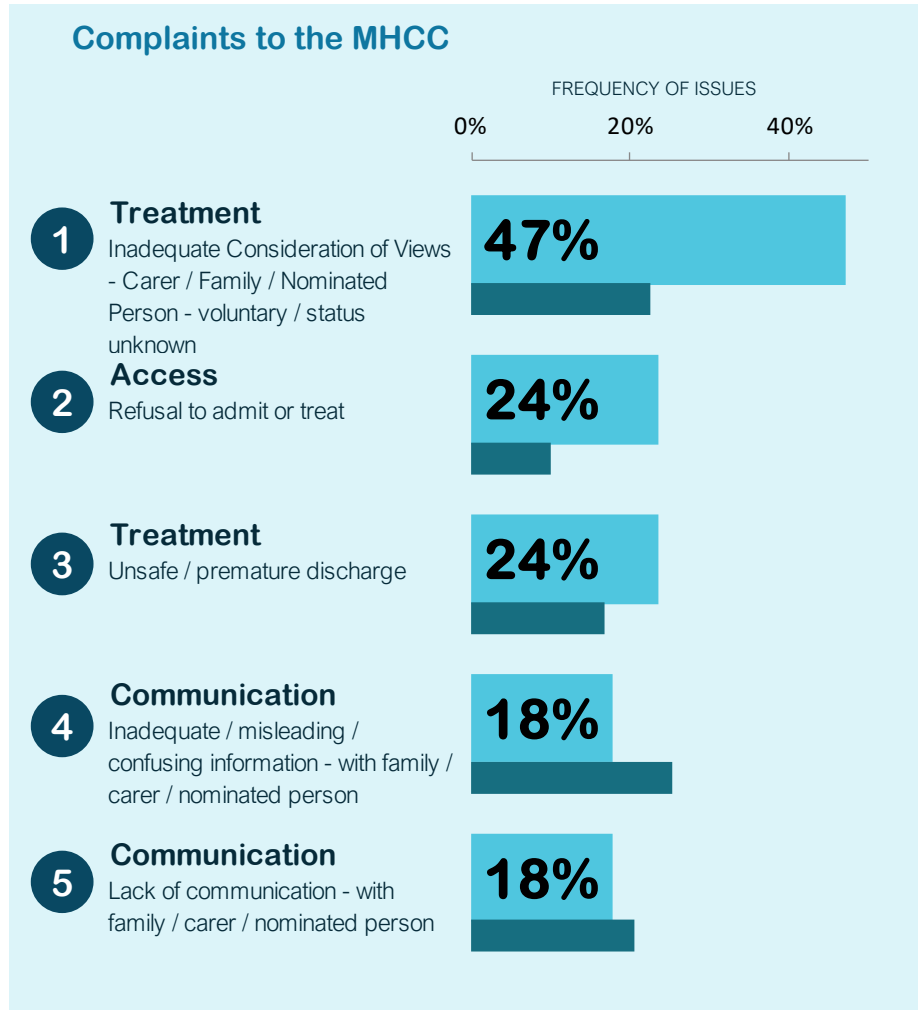 Complaints to the MHCC
FREQUENCY OF ISSUES
0% 20% 40%
1 Treatment 47%
Inadequate Consideration of Views
- Carer / Family / Nominated
Person - voluntary / status
unknown
2 Access 24%
Refusal to admit or treat
3 Treatment 24%
Unsafe / premature discharge
4 Communication 18%
Inadequate / misleading /
confusing information - with family /
carer / nominated person
5 Communication 18%
Lack of communication - with
family / carer / nominated person